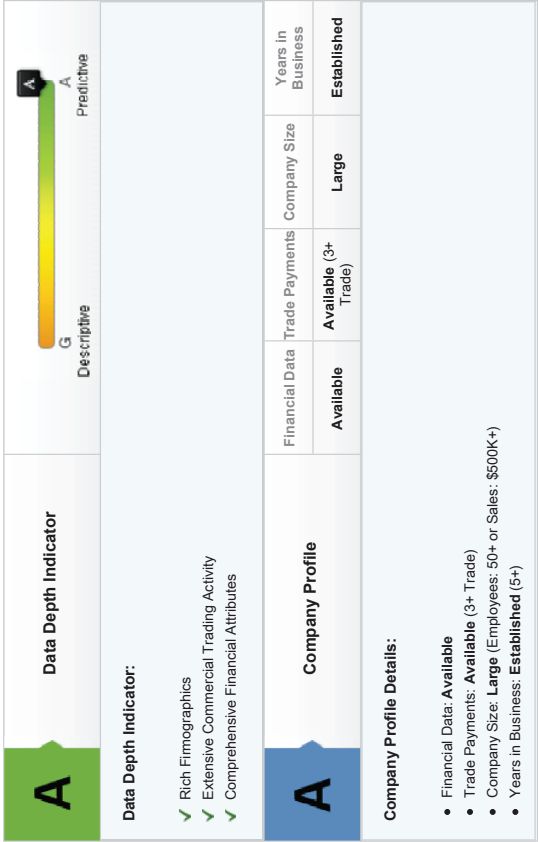 A
Data Depth Indicator
A
G
A
Descriptive
Predictive
Data Depth Indicator:
Rich Firmographics
Extensive Commercial Trading Activity
Comprehensive Financial Attributes
A
Company Profile
Financial Data
Trade Payments
Company Size
Years in
Business
Available
Available (3+
Trade)
Large
Established
Company Profile Details:
Financial Data: Available
Trade Payments: Available (3+ Trade)
Company Size: Large (Employees: 50+ or Sales: $500K+)
Years in Business: Established (5+)